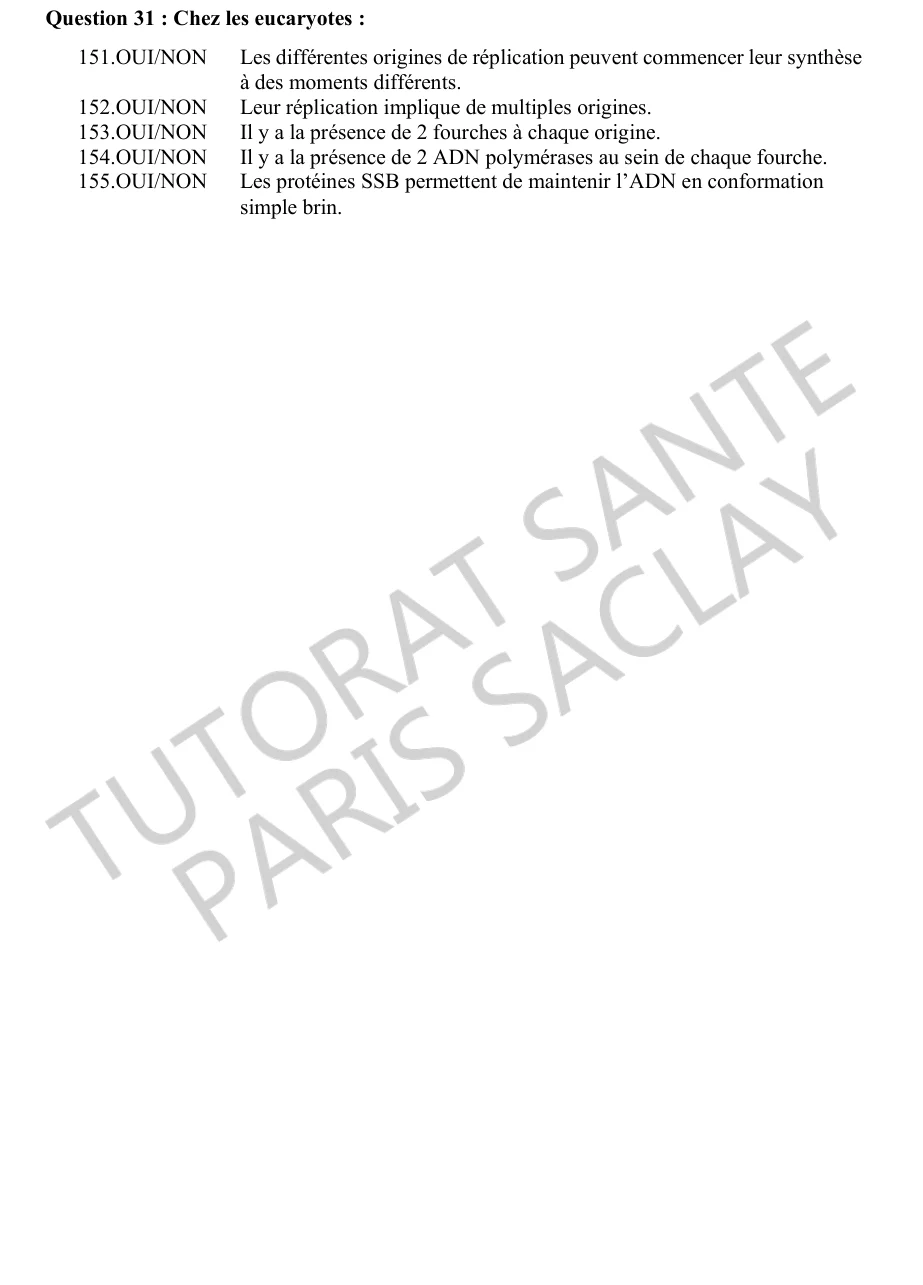 Question 31 : Chez les eucaryotes :
151.OUI/NON Les différentes origines de réplication peuvent commencer leur synthèse
à des moments différents.
152.OUI/NON Leur réplication implique de multiples origines.
153.OUI/NON Il y a la présence de 2 fourches à chaque origine.
154.OUI/NON Il y a la présence de 2 ADN polymérases au sein de chaque fourche.
155.OUI/NON Les protéines SSB permettent de maintenir l’ADN en conformation
simple brin.
TUTORAT SANTE
PARIS SACLAY